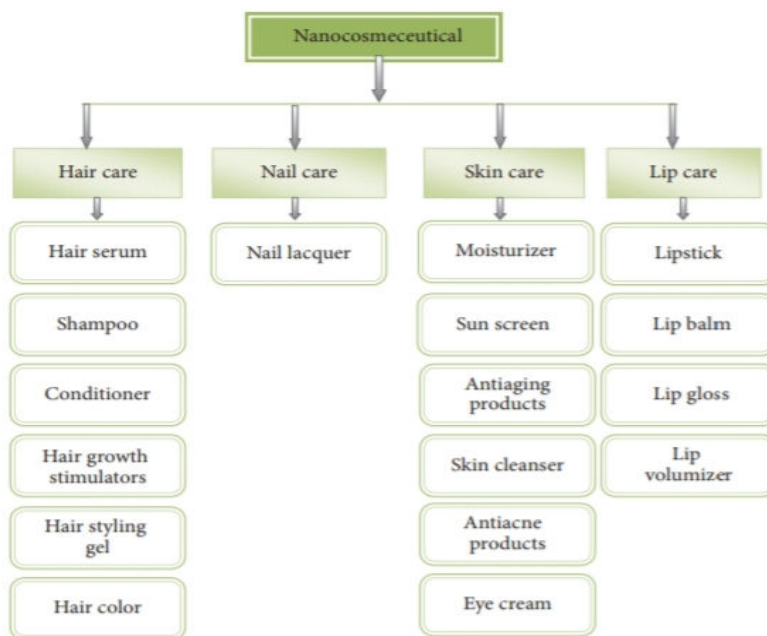 Nanocosmeceutical
Hair care
Nail care
Skin care
Lip care
Hair serum
Shampoo
Conditioner
Hair growth
stimulators
Hair styling
gel
Hair color
Nail lacquer
Moisturizer
Sun screen
Antiaging
products
Skin cleanser
Antiacne
products
Eye cream
Lipstick
Lip balm
Lip gloss
Lip
volumizer